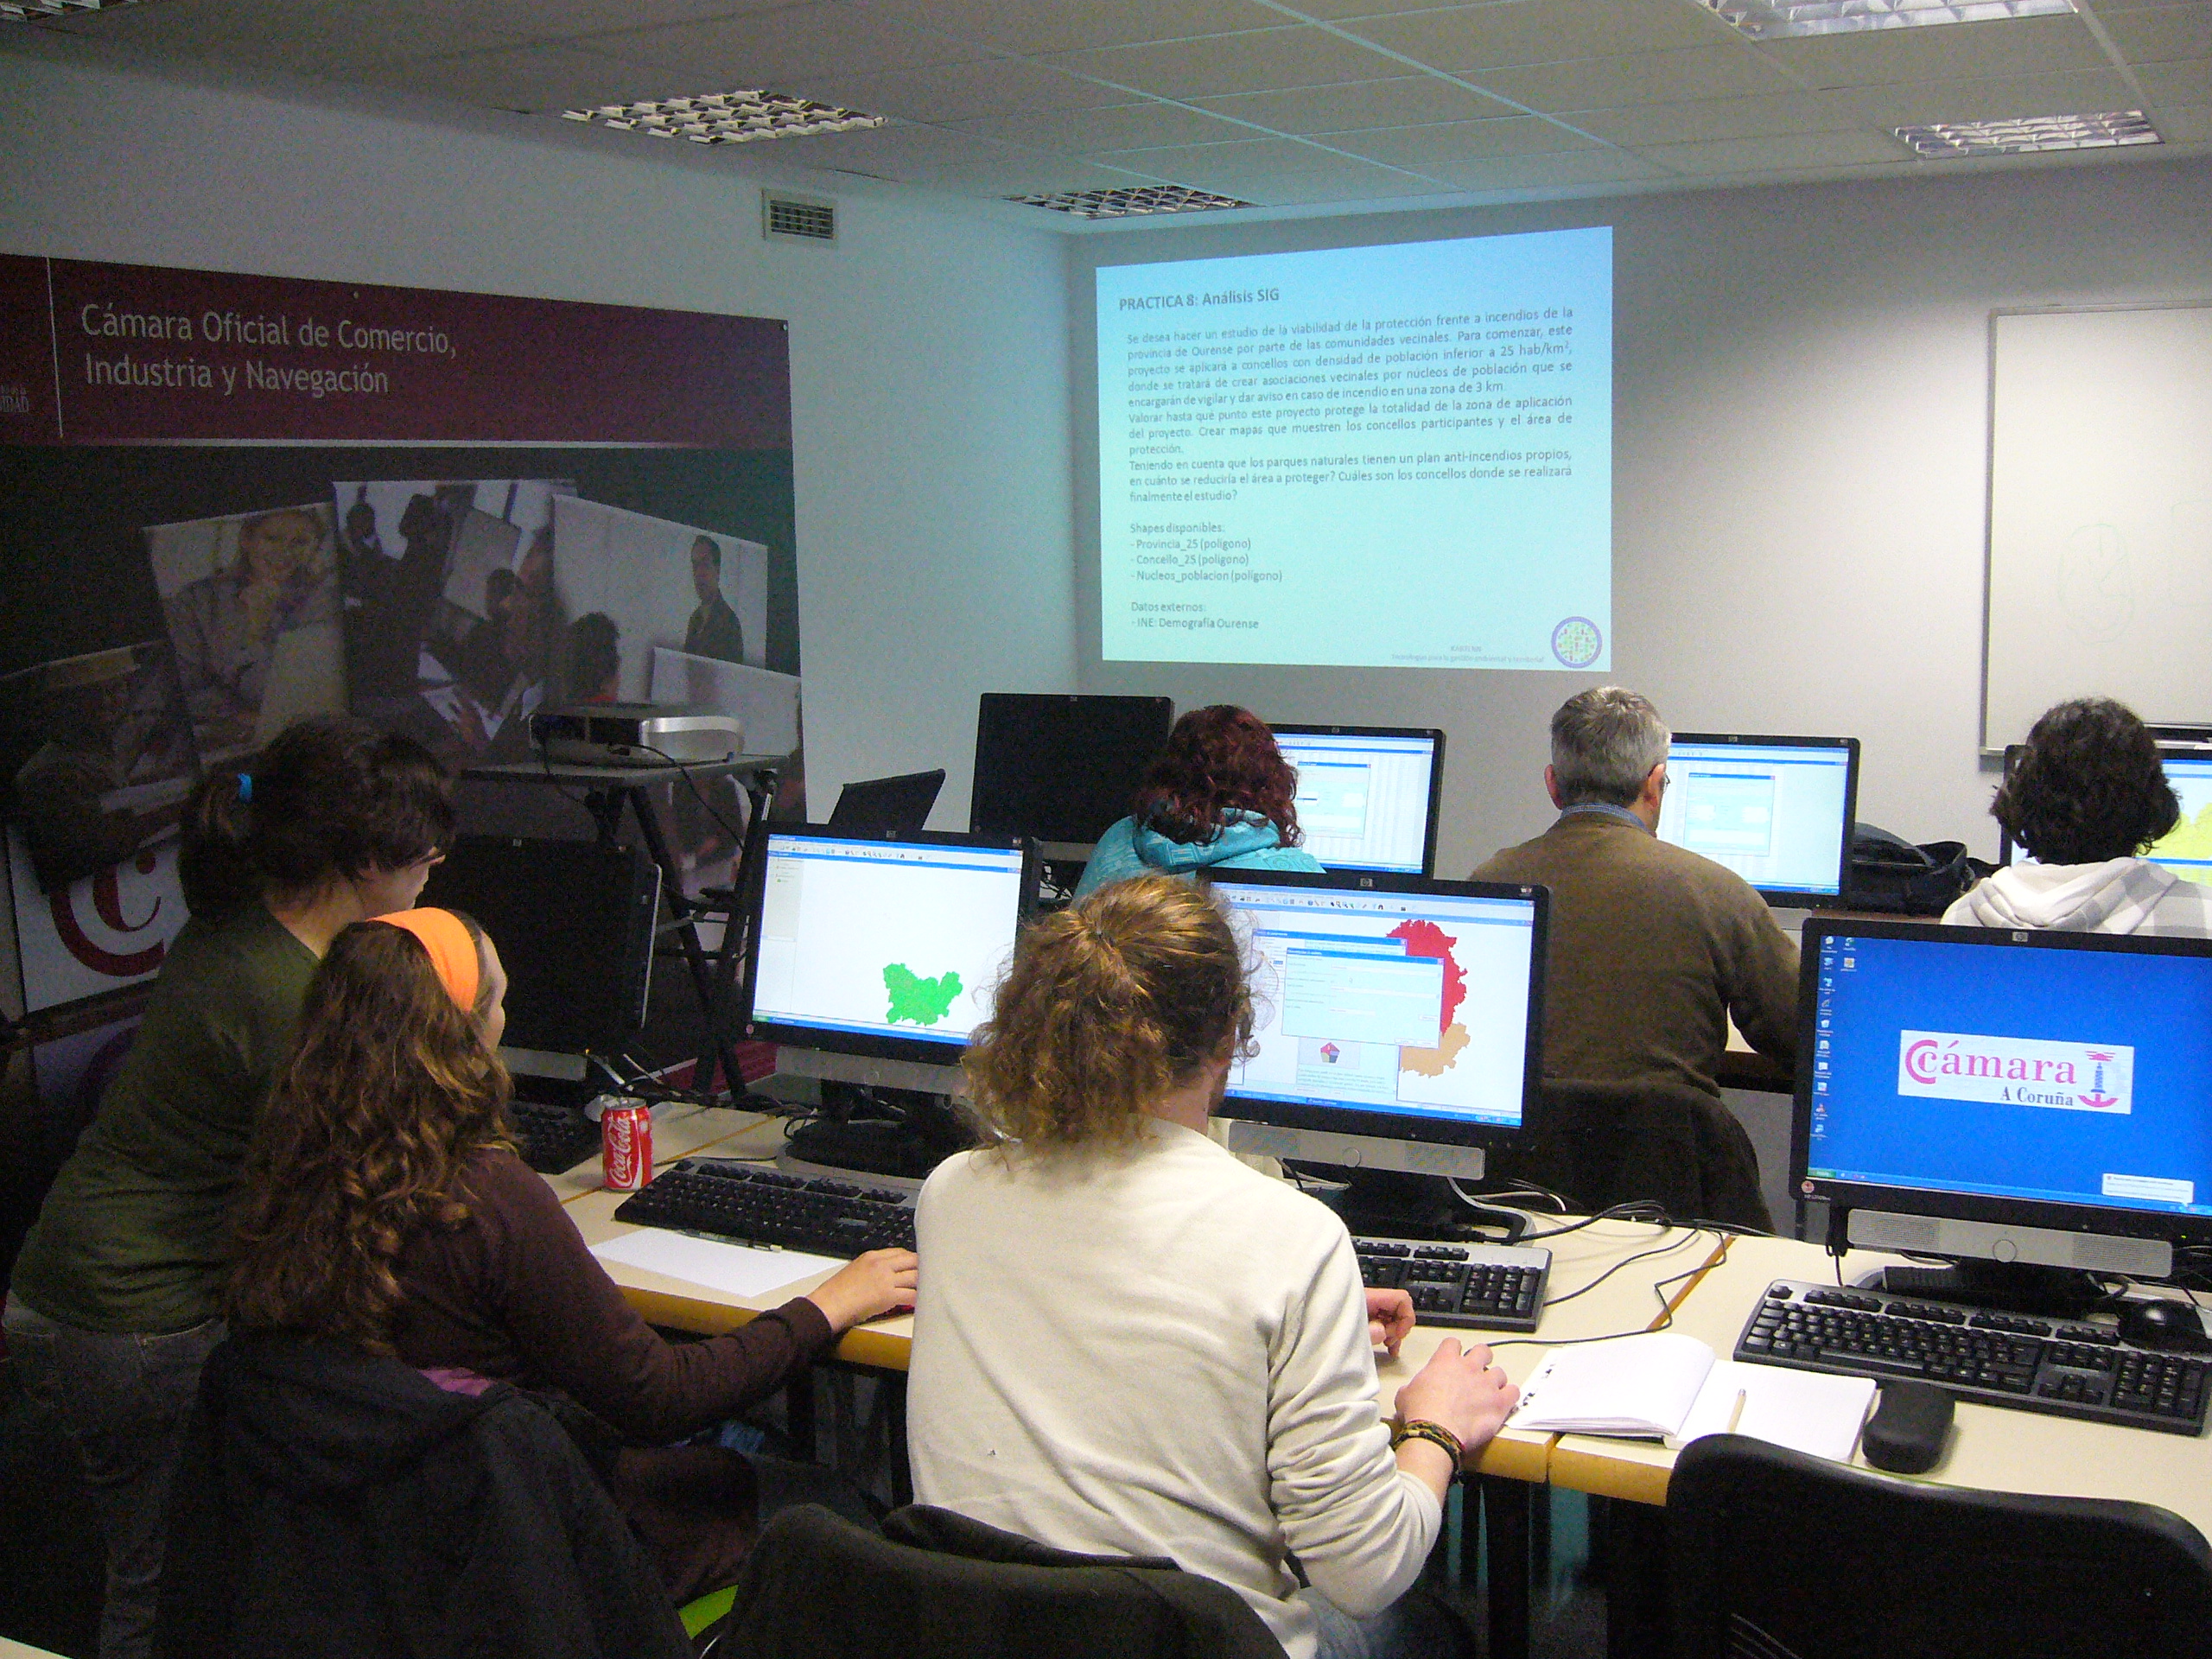 Cámara Oficial de Comercio,
Industria y Navegación
PRACTICA 8: Análisis SIG
Se desea hacer un estudio de la viabilidad de la protección frente a incendios de la
provincia de Ourense por parte de las comunidades vecinales. Para comenzar, este
proyecto se aplicará a concellos con densidad de población inferior a 25 hab/km²,
donde se tratará de crear asociaciones vecinales por núcleos de población que se
encargarán de vigilar y dar aviso en caso de incendio en una zona de 3 km.
Valorar hasta qué punto este proyecto protege la totalidad de la zona de aplicación
del proyecto. Crear mapas que muestren los concellos participantes y el área de
protección.
Teniendo en cuenta que los parques naturales tienen un plan anti-incendios propios,
en cuánto se reduciría el área a proteger? Cuáles son los concellos donde se realizará
finalmente el estudio?
Shapes disponibles:
- Provincia_25 (poligono)
- Concello_25 (poligono)
- Nucleos_poblacion (poligono)
Datos externos:
- INE: Demografía Ourense
Coca-Cola
cámara
A Coruña
hp